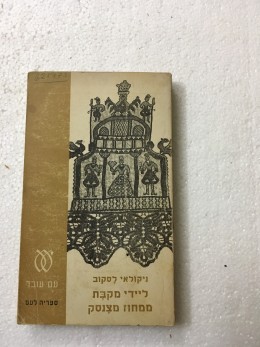 ניקולאי לסקוב
ליידי מקבת
ממחוז מצנסק
עם עובד
ספריה לעם